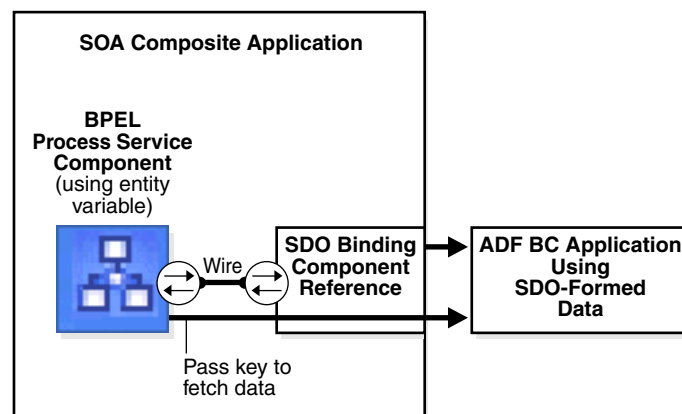 SOA Composite Application
BPEL
Process Service
Component
(using entity
variable)
Wire
SDO Binding
Component
Reference
ADF BC Application
Using
SDO-Formed
Data
Pass key to
fetch data